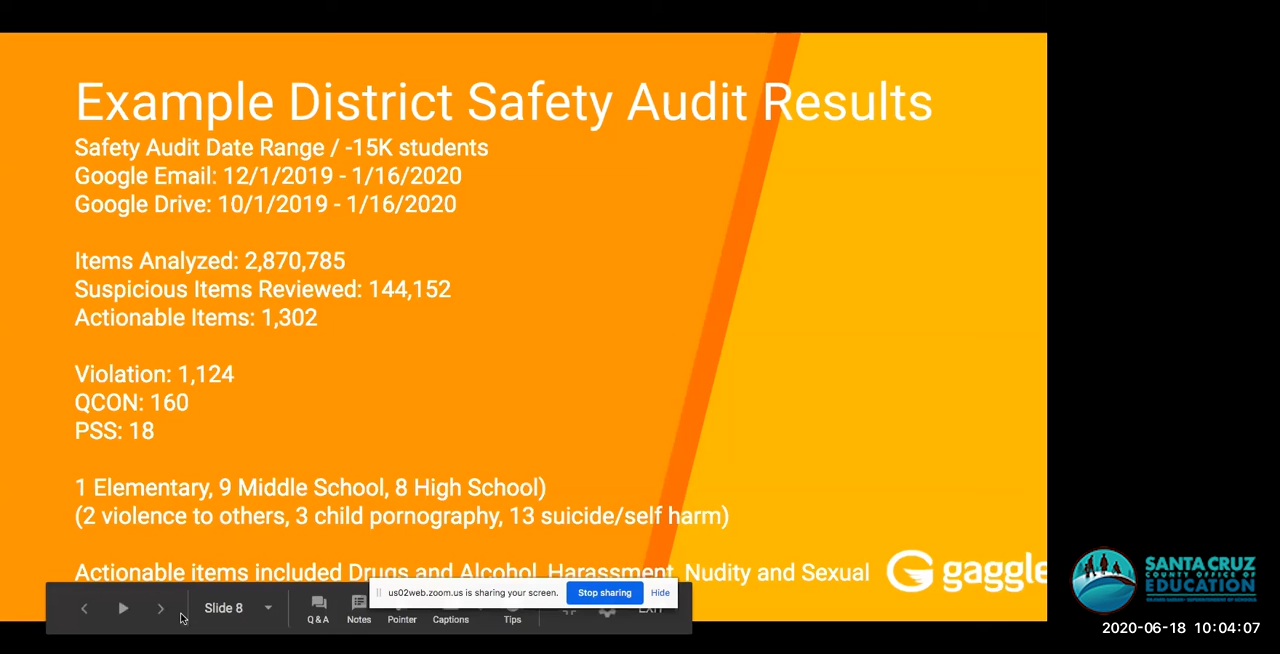 Example District Safety Audit Results
Safety Audit Date Range / -15K students
Google Email: 12/1/2019 - 1/16/2020
Google Drive: 10/1/2019 - 1/16/2020
Items Analyzed: 2,870,785
Suspicious Items Reviewed: 144,152
Actionable Items: 1,302
Violation: 1,124
QCON: 160
PSS: 18
1 Elementary, 9 Middle School, 8 High School)
(2 violence to others, 3 child pornography, 13 suicide/self harm)
Actionable items included Drugs and Alcohol, Harassment, Nudity and Sexual
gaggle
SANTA CRUZ
COUNTY OFFICE OF
EDUCATION
us02web.zoom.us is sharing your screen.
Stop sharing
Hide
Slide 8
Q & A
Notes
Pointer
Captions
Tips
EXIT
2020-06-18 10:04:07